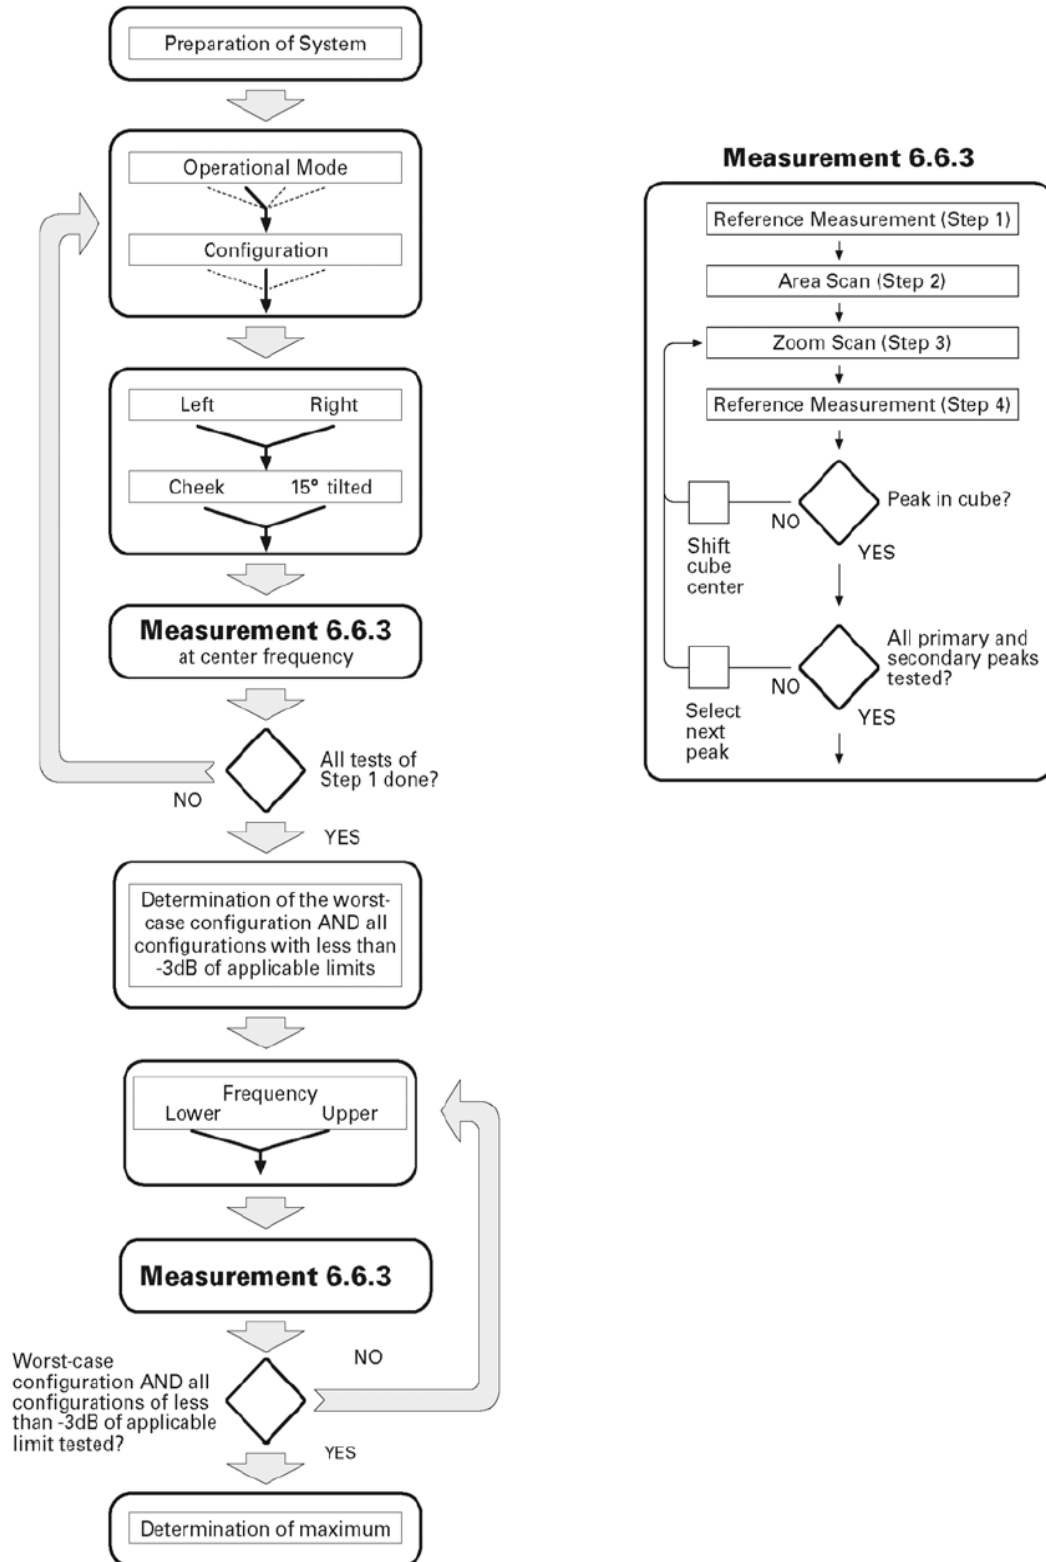 Preparation of System
Operational Mode
Configuration
Left Right
Cheek 15° tilted
Measurement 6.6.3
at center frequency
All tests of
Step 1 done?
NO
YES
Determination of the worst-
case configuration AND all
configurations with less than
-3dB of applicable limits
Frequency
Lower Upper
Measurement 6.6.3
NO
Worst-case
configuration AND all
configurations of less
than -3dB of applicable
limit tested?
YES
Determination of maximum
Measurement 6.6.3
Reference Measurement (Step 1)
Area Scan (Step 2)
Zoom Scan (Step 3)
Reference Measurement (Step 4)
Peak in cube?
NO
YES
Shift
cube
center
All primary and
secondary peaks
tested?
NO
YES
Select
next
peak